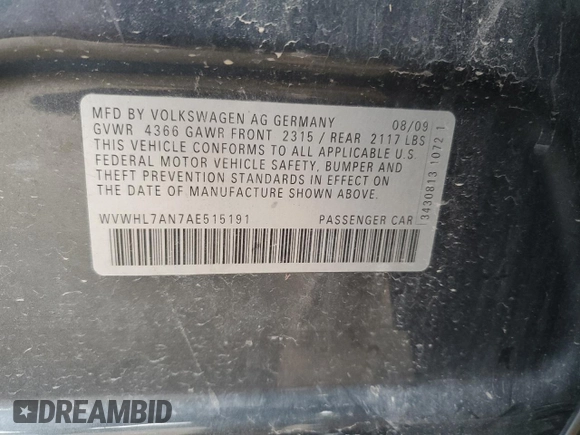 MFD BY VOLKSWAGEN AG GERMANY 08/09
GVWR 4366 GAWR FRONT 2315 / REAR 2117 LBS
THIS VEHICLE CONFORMS TO ALL APPLICABLE U.S.
FEDERAL MOTOR VEHICLE SAFETY, BUMPER AND
THEFT PREVENTION STANDARDS IN EFFECT ON
THE DATE OF MANUFACTURE SHOWN ABOVE.
WVWHL7AN7AE515191 PASSENGER CAR
3430813 1072 1
DREAMBID